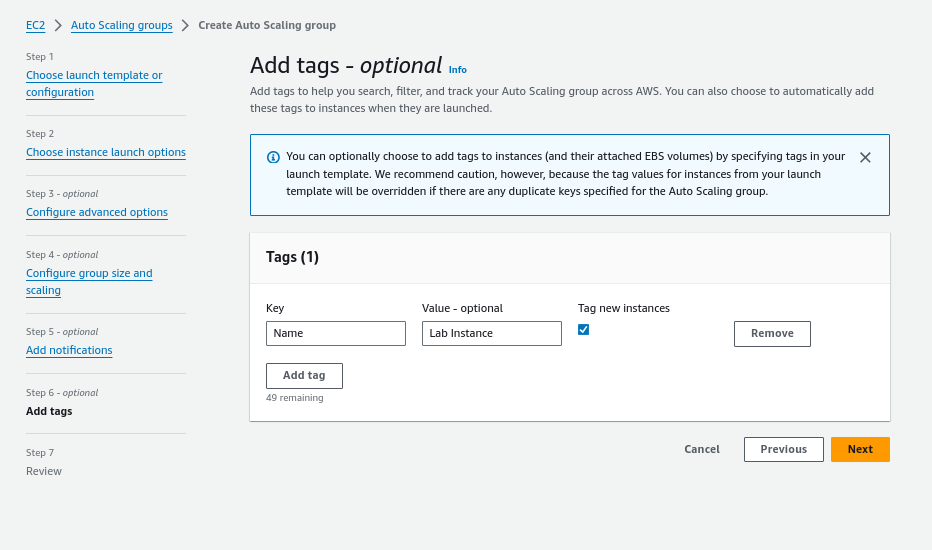 EC2 > Auto Scaling groups > Create Auto Scaling group
Step 1
Choose launch template or
configuration
Step 2
Choose instance launch options
Step 3 - optional
Configure advanced options
Step 4 - optional
Configure group size and
scaling
Step 5 - optional
Add notifications
Step 6 - optional
Add tags
Step 7
Review
Add tags - optional Info
Add tags to help you search, filter, and track your Auto Scaling group across AWS. You can also choose to automatically add
these tags to instances when they are launched.
You can optionally choose to add tags to instances (and their attached EBS volumes) by specifying tags in your
launch template. We recommend caution, however, because the tag values for instances from your launch
template will be overridden if there are any duplicate keys specified for the Auto Scaling group.
Tags (1)
Key Value - optional Tag new instances
Name Lab Instance Remove
Add tag
49 remaining
Cancel Previous Next